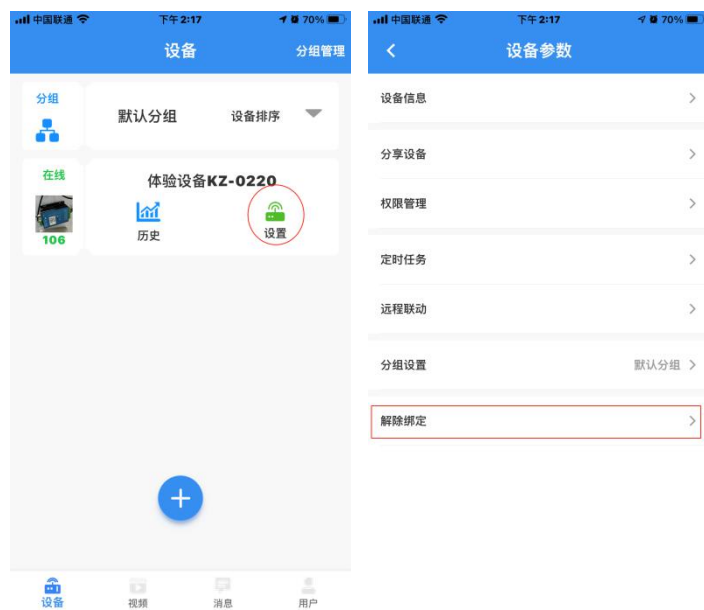 中国联通 下午2:17 70%
设备 分组管理
分组
默认分组 设备排序
在线
体验设备KZ-0220
106
历史 设置
设备 视频 消息 用户
中国联通 下午2:17 70%
设备参数
设备信息
分享设备
权限管理
定时任务
远程联动
分组设置 默认分组
解除绑定